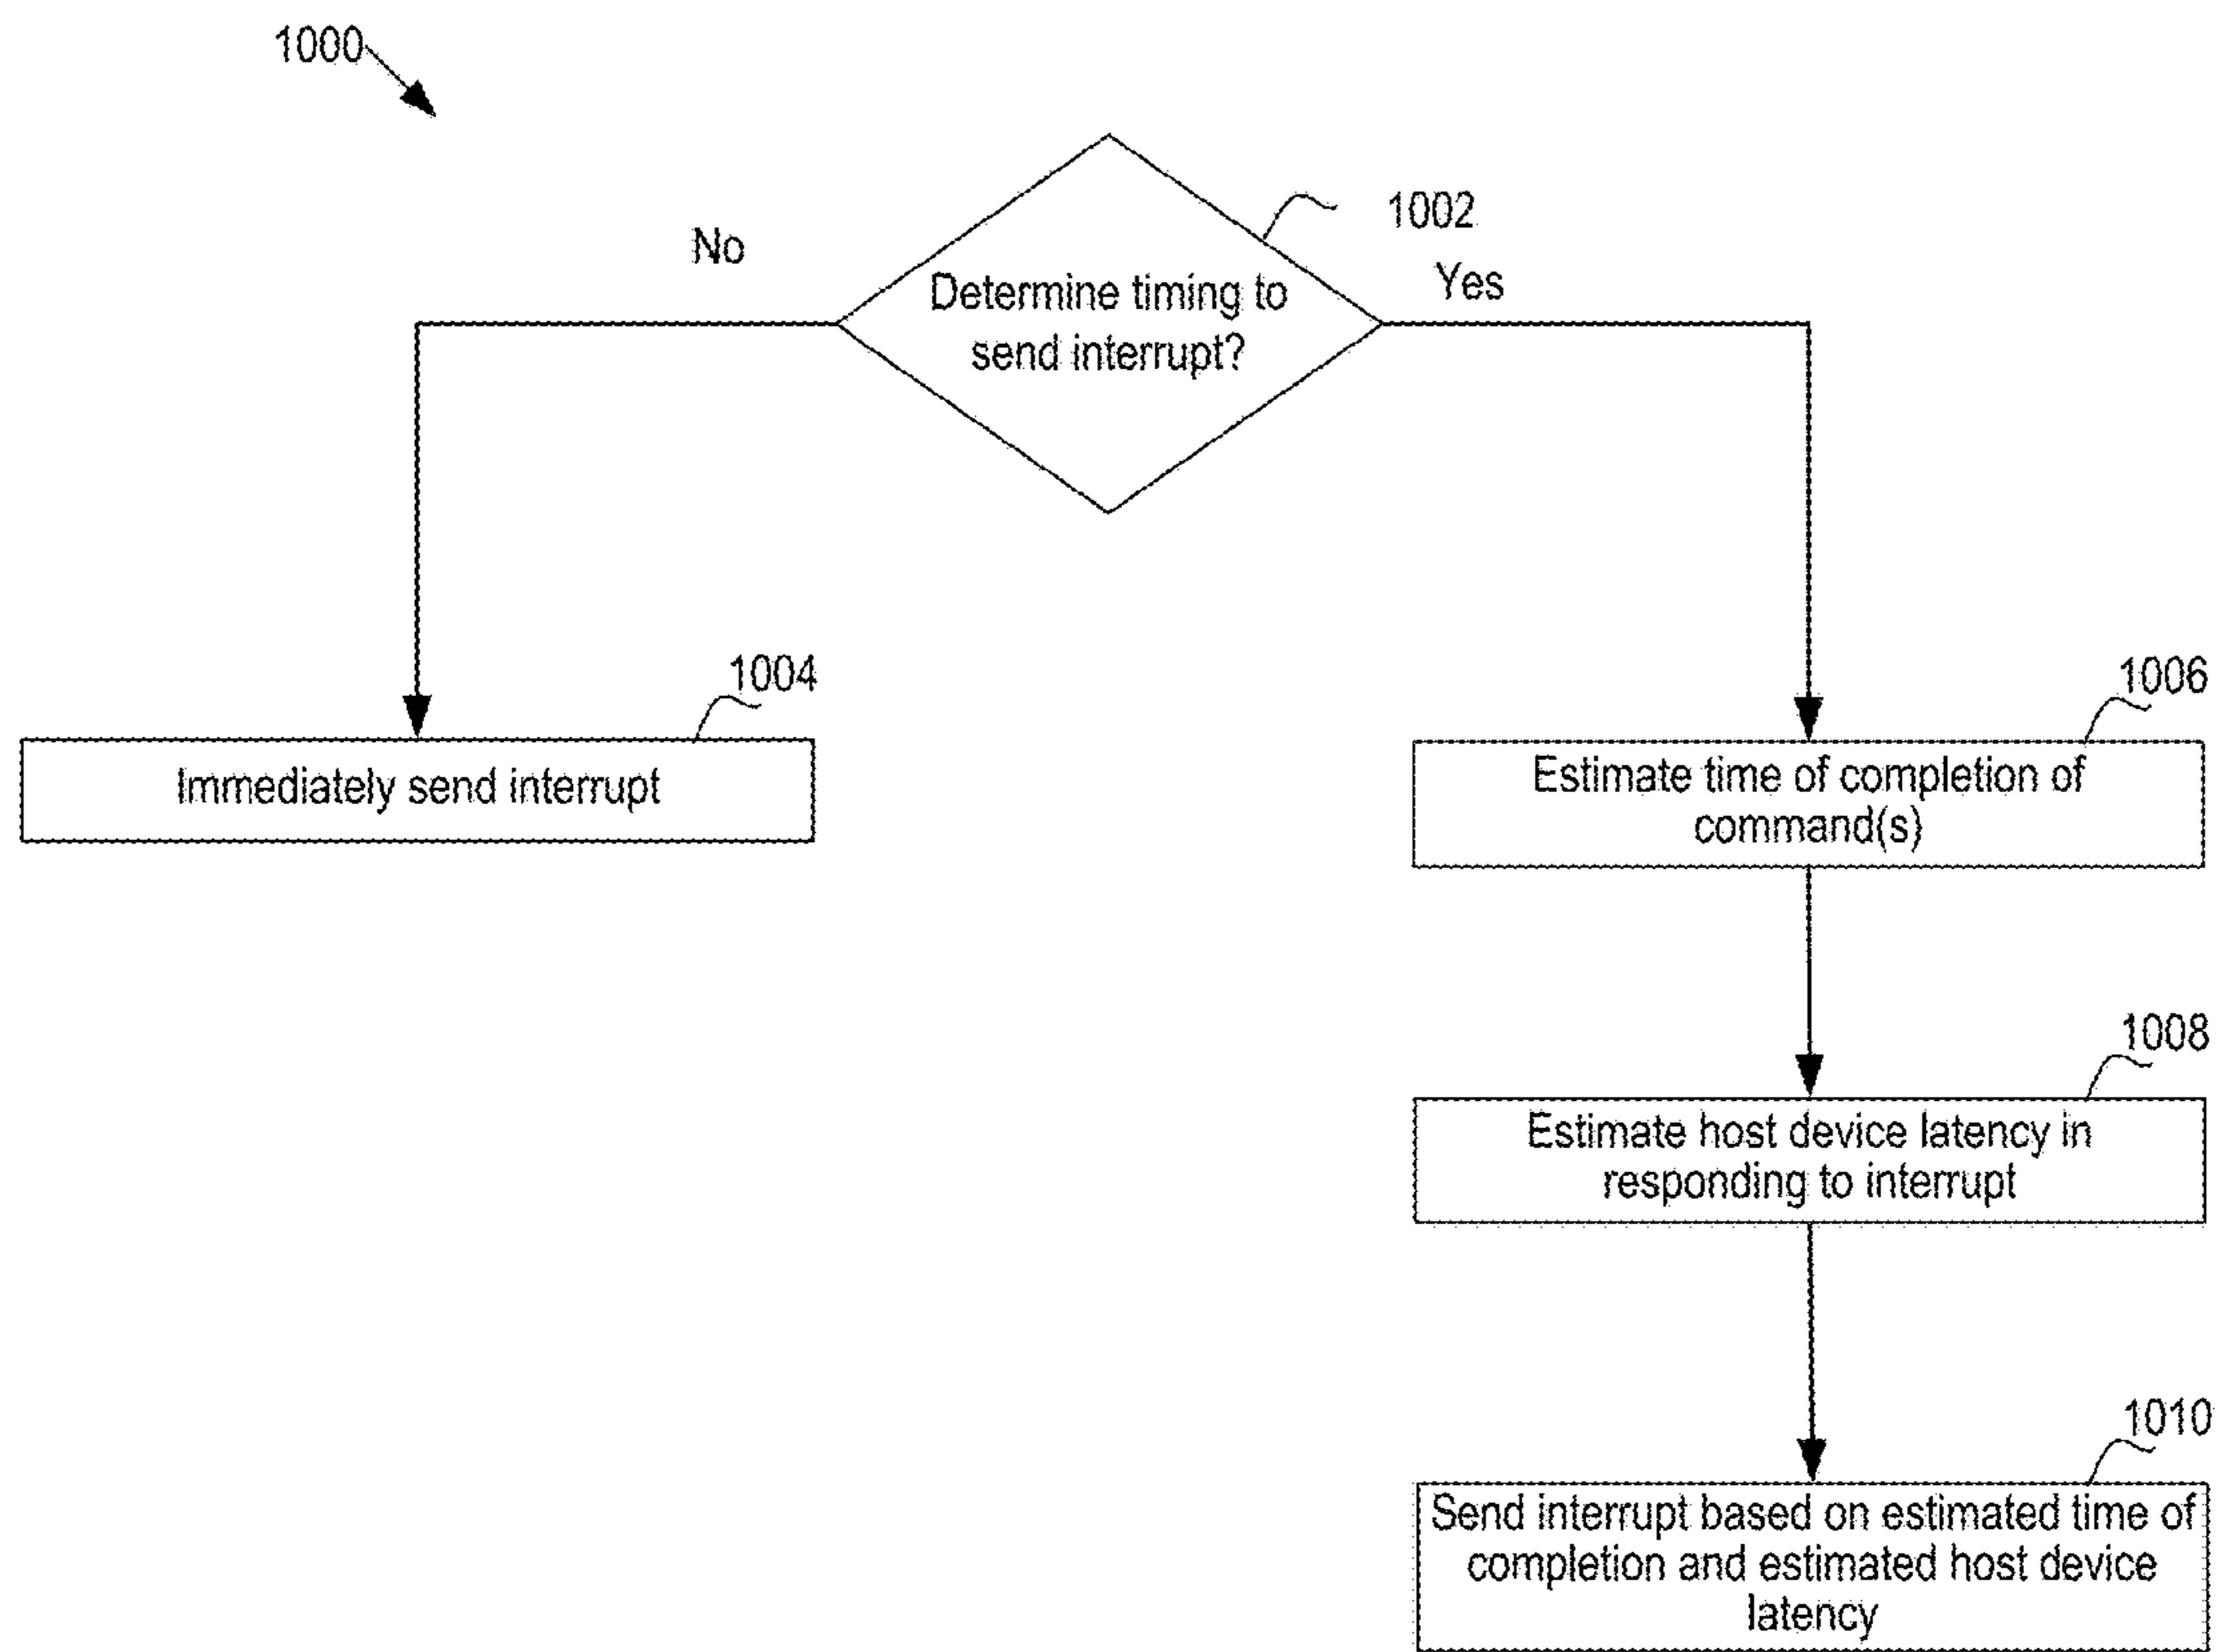 1000
1002
No
Yes
Determine timing to
send interrupt?
1004
1006
Immediately send interrupt
Estimate time of completion of
command(s)
1008
Estimate host device latency in
responding to interrupt
1010
Send interrupt based on estimated time of
completion and estimated host device
latency